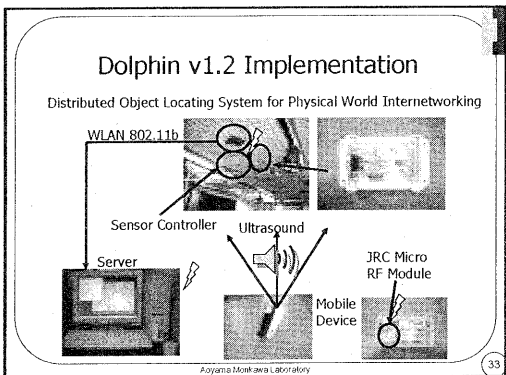 Dolphin v1.2 Implementation
Distributed Object Locating System for Physical World Internetworking
WLAN 802.11b
Sensor Controller
Ultrasound
Server
JRC Micro
RF Module
Mobile
Device
Aoyama Morikawa Laboratory
33